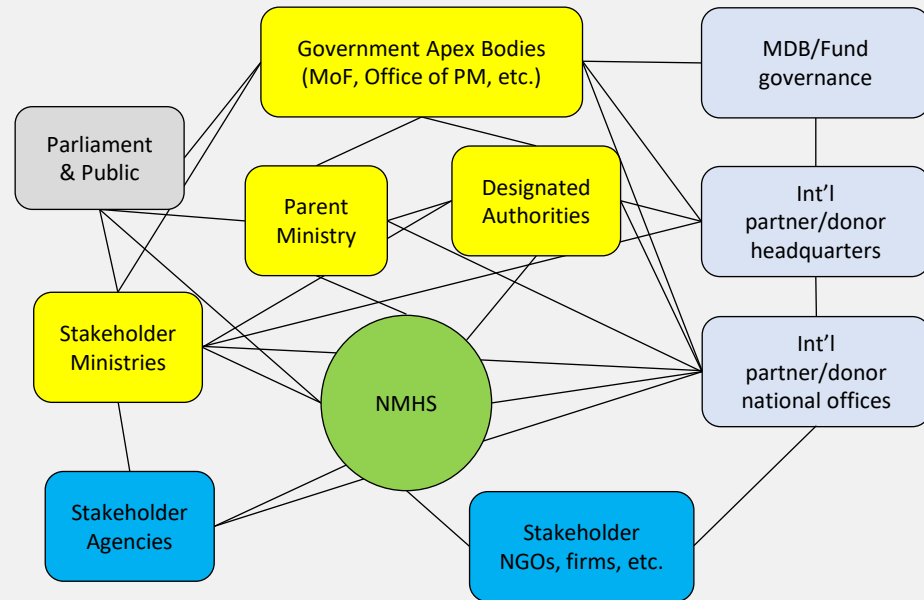 Government Apex Bodies
(MoF, Office of PM, etc.)
MDB/Fund
governance
Parliament
& Public
Parent
Ministry
Designated
Authorities
Int’l
partner/donor
headquarters
Stakeholder
Ministries
NMHS
Int’l
partner/donor
national offices
Stakeholder
Agencies
Stakeholder
NGOs, firms, etc.